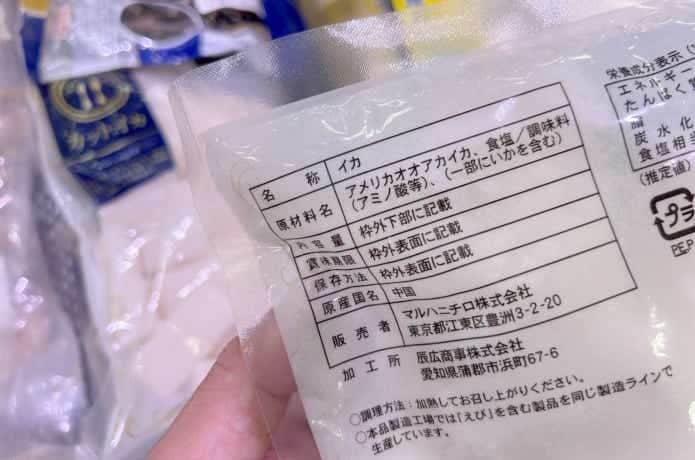 カットイカ
名称 イカ
原材料名 アメリカオオアカイカ、食塩／調味料
（アミノ酸等）、（一部にいかを含む）
内容量 枠外下部に記載
賞味期限 枠外表面に記載
保存方法 枠外表面に記載
原産国名 中国
販売者 マルハニチロ株式会社
東京都江東区豊洲3-2-20
加工所 辰広商事株式会社
愛知県蒲郡市浜町67-6
○調理方法：加熱してお召し上がりください。
○本品製造工場では「えび」を含む製品を同じ製造ラインで
生産しています。
栄養成分表示
エネルギー
たんぱく
脂
炭水化
食塩相当
（推定値）
プラ
PE,P